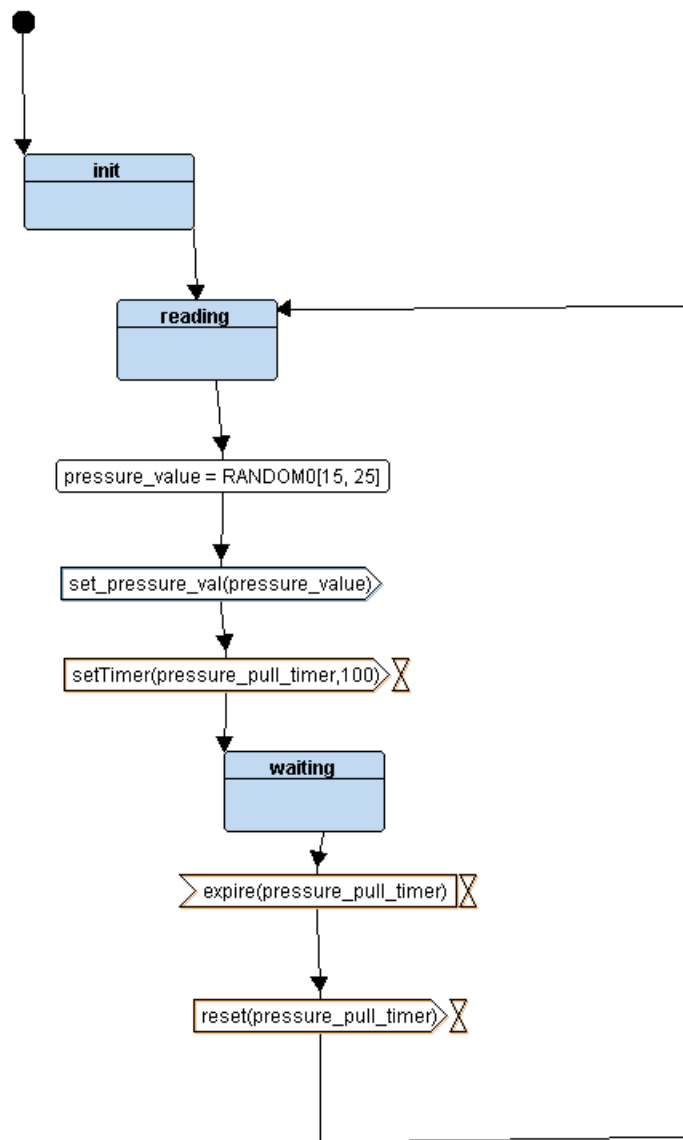 init
reading
pressure_value = RANDOM0[15, 25]
set_pressure_val(pressure_value)
setTimer(pressure_pull_timer,100)
waiting
expire(pressure_pull_timer)
reset(pressure_pull_timer)